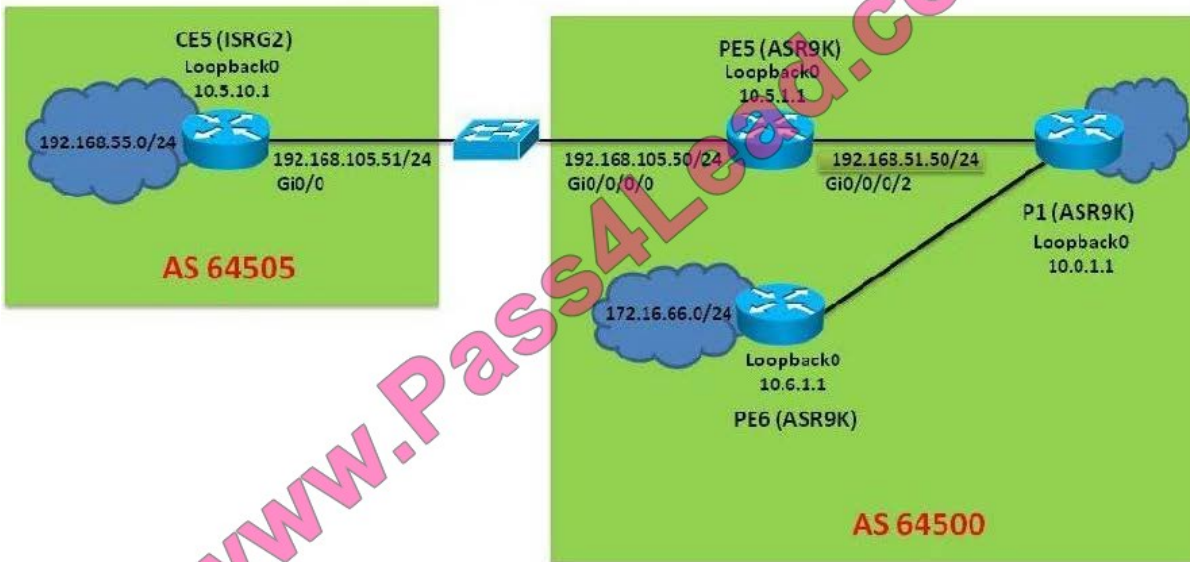 CE5 (ISRG2)
Loopback0
10.5.10.1
192.168.55.0/24
192.168.105.51/24
Gi0/0
AS 64505
PE5 (ASR9K)
Loopback0
10.5.1.1
192.168.105.50/24
Gi0/0/0/0
192.168.51.50/24
Gi0/0/0/2
P1 (ASR9K)
Loopback0
10.0.1.1
172.16.66.0/24
Loopback0
10.6.1.1
PE6 (ASR9K)
AS 64500
www.Pass4Lead.co